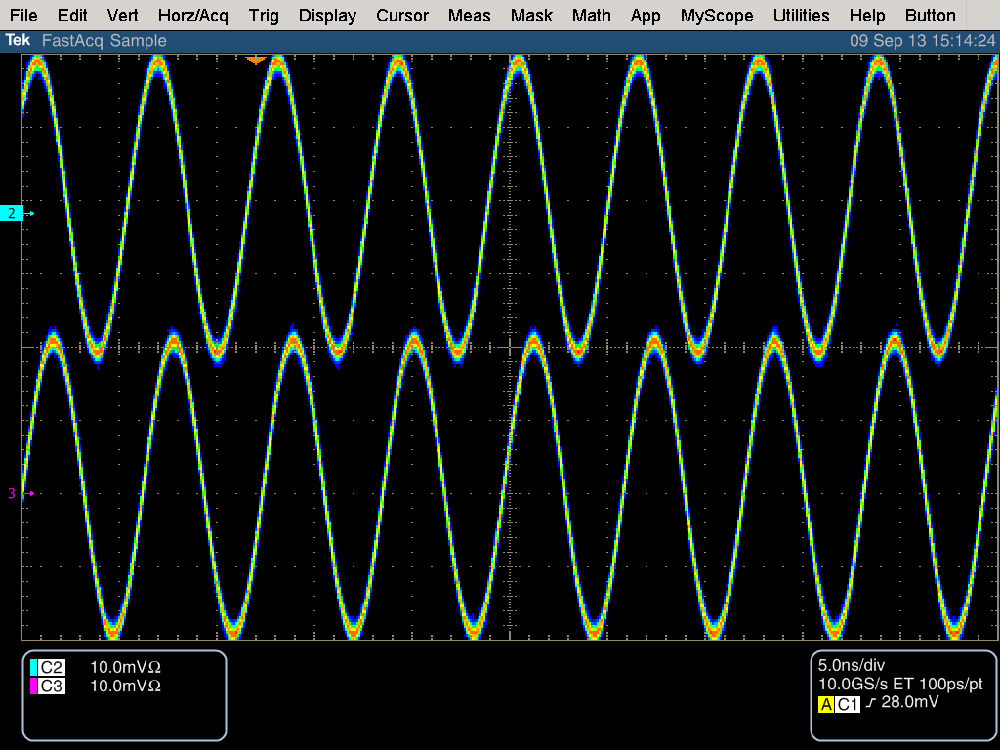 File Edit Vert Horz/Acq Trig Display Cursor Meas Mask Math App MyScope Utilities Help Button
Tek FastAcq Sample 09 Sep 13 15:14:24
2
3
C2 10.0mVΩ
C3 10.0mVΩ
5.0ns/div
10.0GS/s ET 100ps/pt
A C1 28.0mV